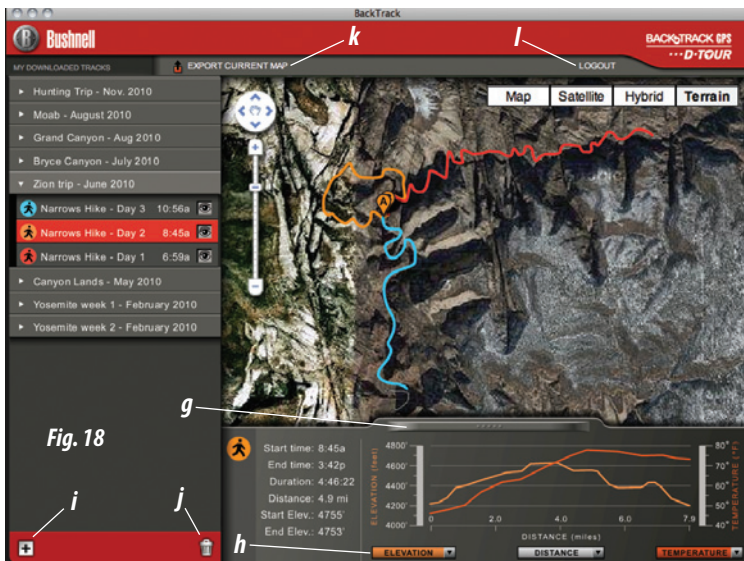 BackTrack
k
l
B Bushnell
BACKTRACK GPS
D-TOUR
MY DOWNLOADED TRACKS
EXPORT CURRENT MAP
LOGOUT
Hunting Trip - Nov. 2010
Moab - August 2010
Grand Canyon - Aug 2010
Bryce Canyon - July 2010
Zion trip - June 2010
Narrows Hike - Day 3 10:56a
Narrows Hike - Day 2 8:45a
Narrows Hike - Day 1 6:59a
Canyon Lands - May 2010
Yosemite week 1 - February 2010
Yosemite week 2 - February 2010
Map Satellite Hybrid Terrain
A
g
Fig. 18
i
j
h
Start time: 8:45a
End time: 3:42p
Duration: 4:46:22
Distance: 4.9 mi
Start Elev.: 4755'
End Elev.: 4753'
ELEVATION (feet)
4800'
4600'
4400'
4200'
4000'
0 2.0 4.0 6.0 7.9
DISTANCE (miles)
80°
70°
60°
50°
40°
TEMPERATURE (°F)
ELEVATION
DISTANCE
TEMPERATURE